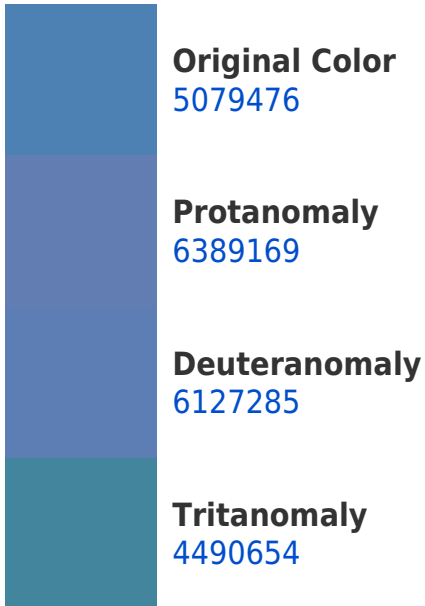 Original Color
5079476
Protanomaly
6389169
Deuteranomaly
6127285
Tritanomaly
4490654